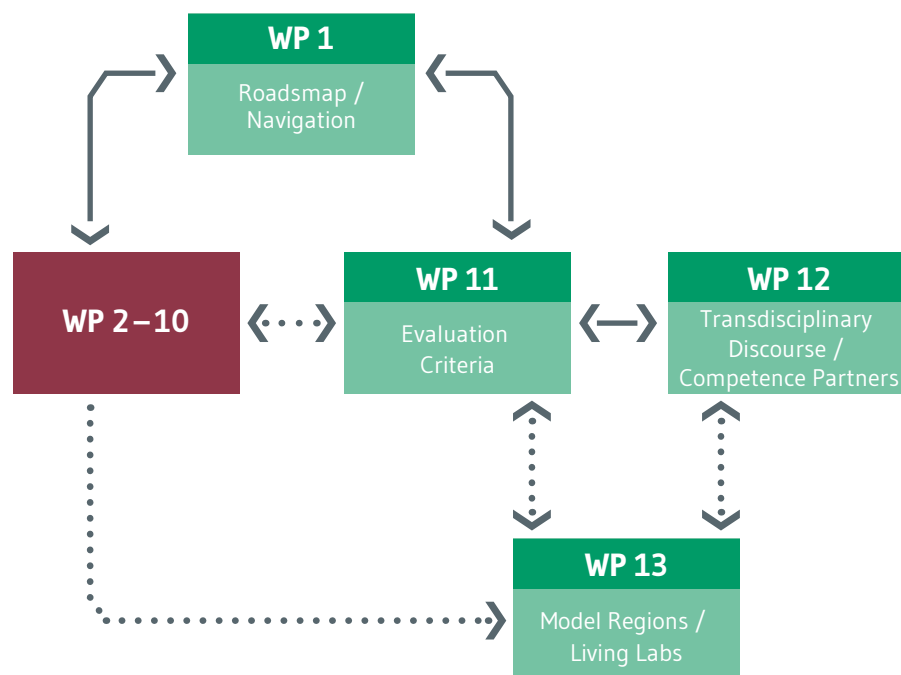 WP 1
Roadsmap /
Navigation
WP 2–10
WP 11
Evaluation
Criteria
WP 12
Transdisciplinary
Discourse /
Competence Partners
WP 13
Model Regions /
Living Labs